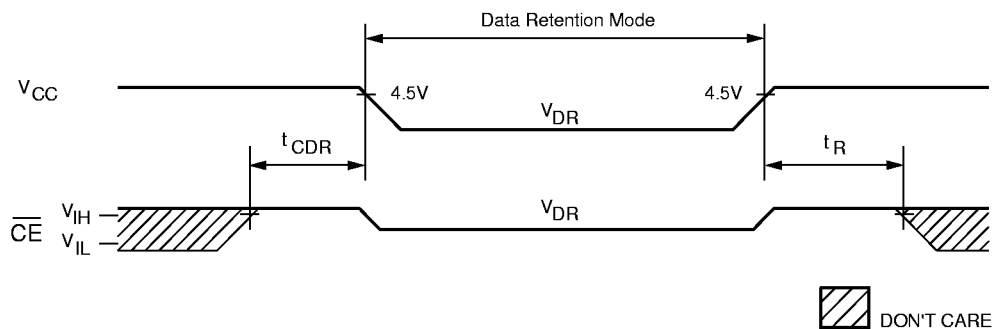 Data Retention Mode
VCC
4.5V
4.5V
VDR
tCDR
tR
VIH
VDR
CE
VIL
DON'T CARE